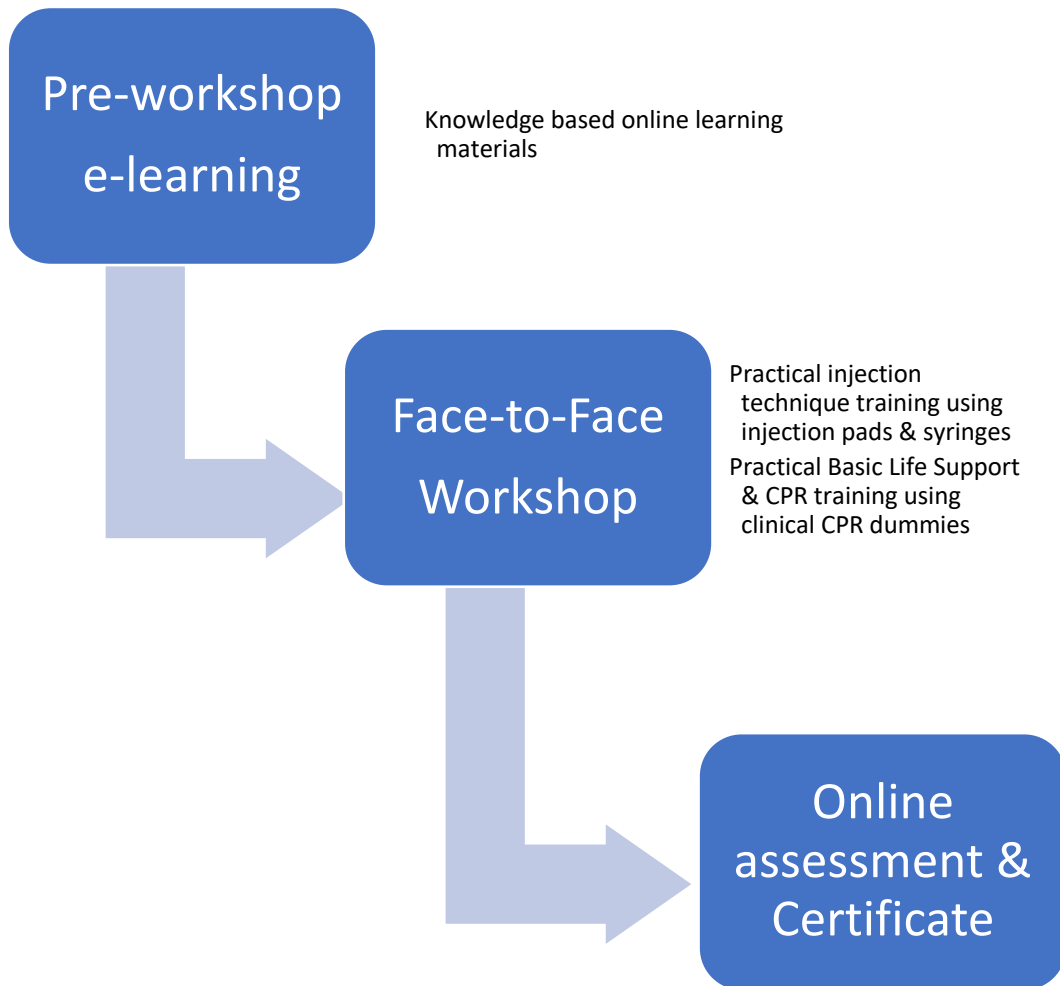 Pre-workshop
e-learning
Knowledge based online learning
materials
Face-to-Face
Workshop
Practical injection
technique training using
injection pads & syringes
Practical Basic Life Support
& CPR training using
clinical CPR dummies
Online
assessment &
Certificate